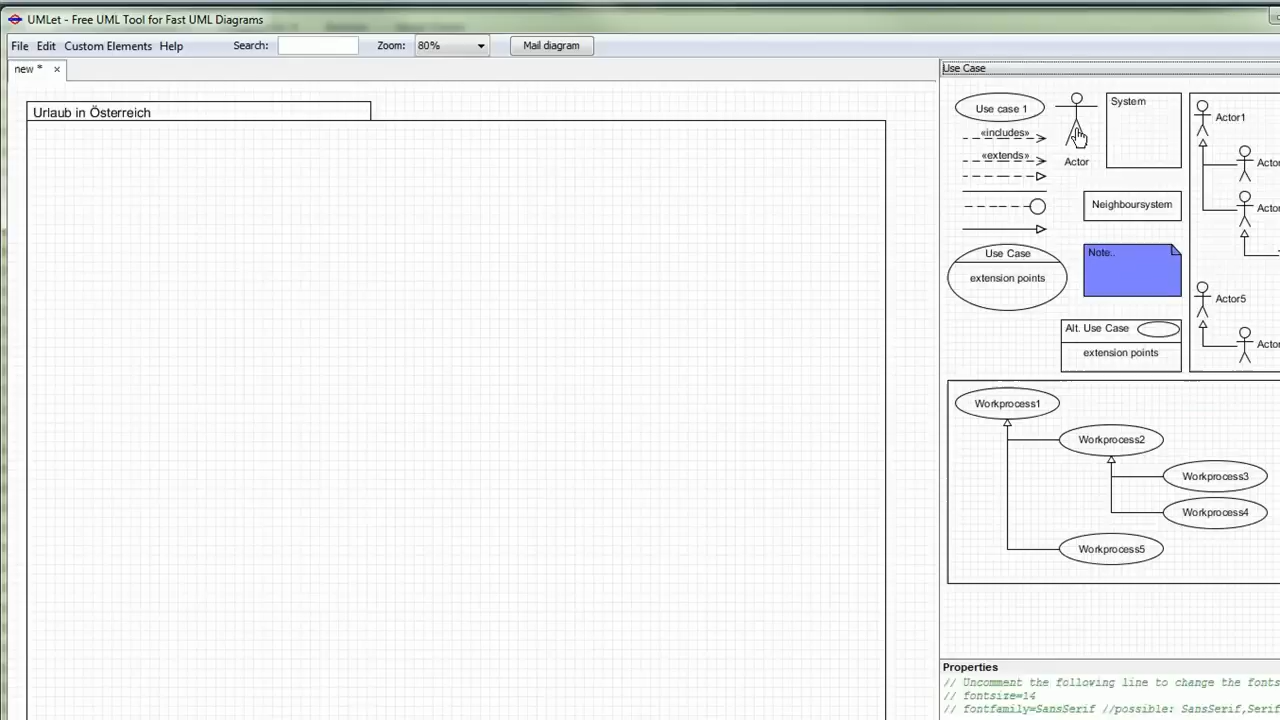 UMLet - Free UML Tool for Fast UML Diagrams
File Edit Custom Elements Help Search: Zoom: 80% Mail diagram
new *
Use Case
Urlaub in Österreich
Use case 1
«includes»
«extends»
Actor
System
Neighboursystem
Use Case
extension points
Note..
Alt. Use Case
extension points
Actor1
Actor5
Workprocess1
Workprocess2
Workprocess3
Workprocess4
Workprocess5
Properties
// Uncomment the following line to change the fonts
// fontsize=14
// fontfamily=SansSerif //possible: SansSerif,Serif